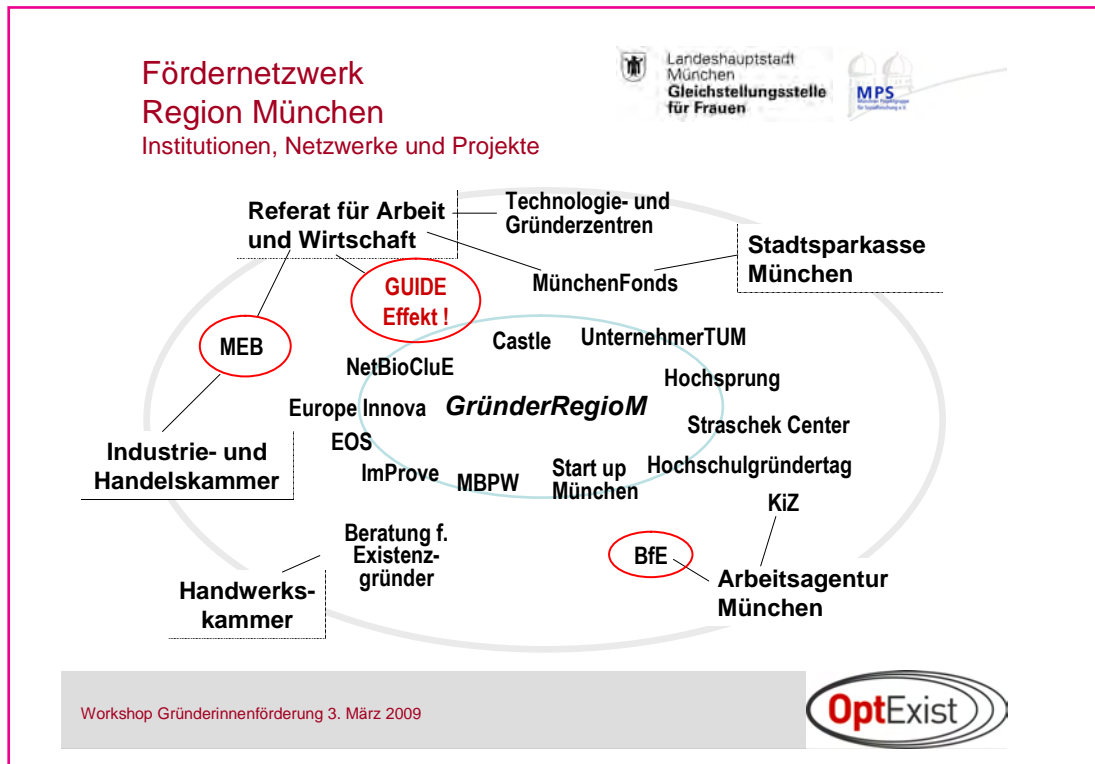 Fördernetzwerk
Region München
Institutionen, Netzwerke und Projekte
Landeshauptstadt
München
Gleichstellungsstelle
für Frauen
MPS
Referat für Arbeit
und Wirtschaft
Technologie- und
Gründerzentren
Stadtsparkasse
München
MünchenFonds
GUIDE
Effekt !
MEB
Castle
UnternehmerTUM
NetBioCluE
Hochsprung
Europe Innova
GründerRegioM
Straschek Center
EOS
Industrie- und
Handelskammer
ImProve
MBPW
Start up
München
Hochschulgründertag
KiZ
Beratung f.
Existenz-
gründer
BfE
Arbeitsagentur
München
Handwerks-
kammer
Workshop Gründerinnenförderung 3. März 2009
OptExist